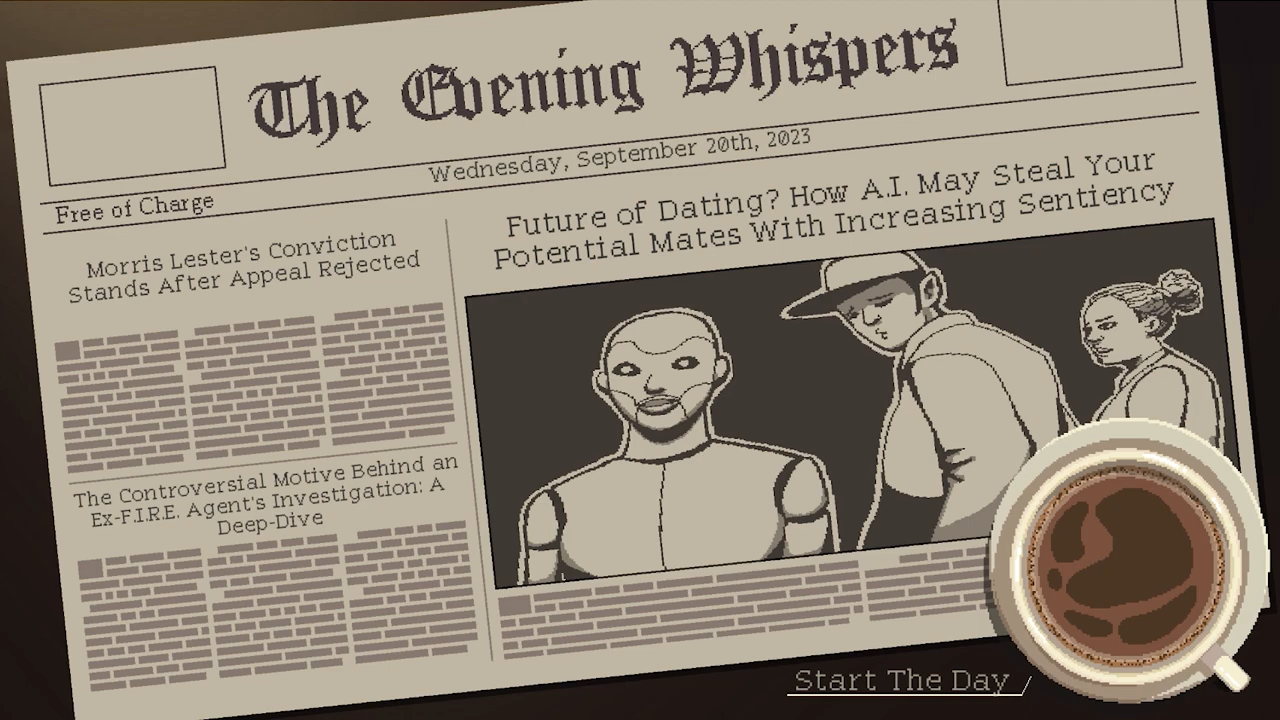 The Evening Whispers
Wednesday, September 20th, 2023
Free of Charge
Morris Lester's Conviction
Stands After Appeal Rejected
The Controversial Motive Behind an
Ex-F.I.R.E. Agent's Investigation: A
Deep-Dive
Future of Dating? How A.I. May Steal Your
Potential Mates With Increasing Sentiency
Start The Day